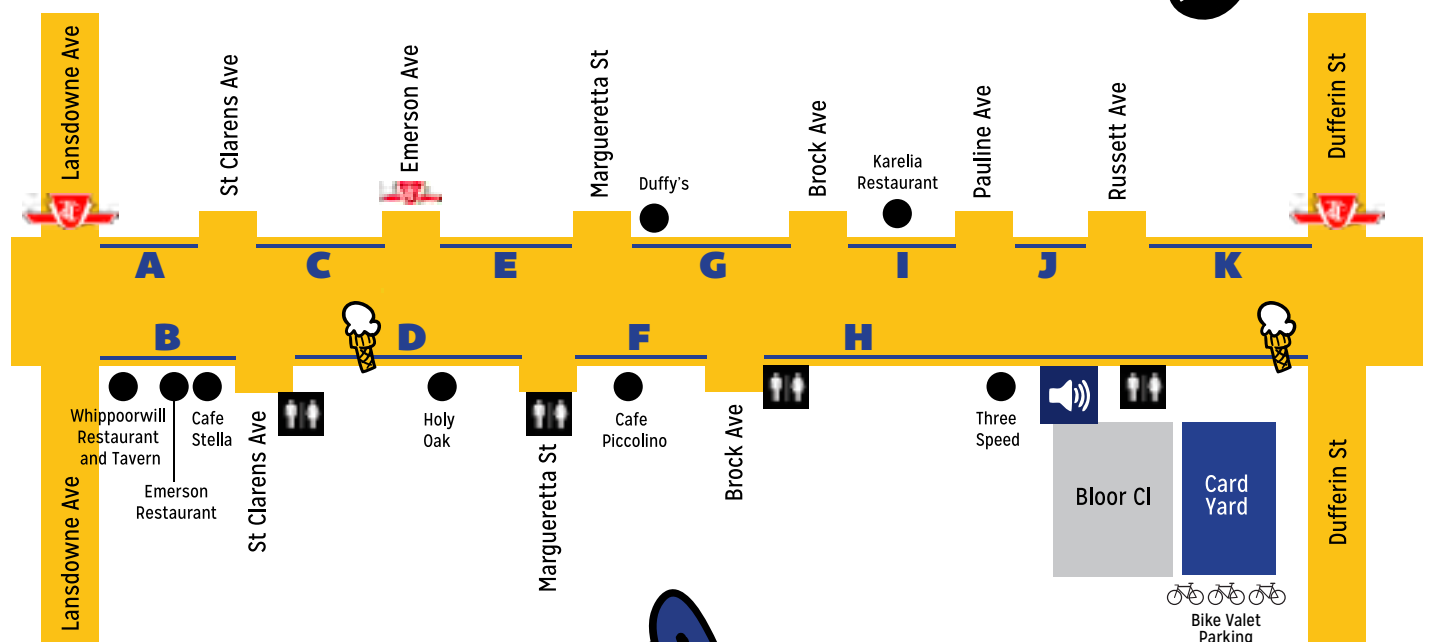 Lansdowne Ave
St Clarens Ave
Emerson Ave
Margueretta St
Duffy's
Brock Ave
Karelia
Restaurant
Pauline Ave
Russett Ave
Dufferin St
A
C
E
G
I
J
K
B
D
F
H
Whippoorwill
Restaurant
and Tavern
Emerson
Restaurant
Cafe
Stella
Lansdowne Ave
St Clarens Ave
Holy
Oak
Margueretta St
Cafe
Piccolino
Brock Ave
Three
Speed
Bloor CI
Card
Yard
Dufferin St
Bike Valet
Parking